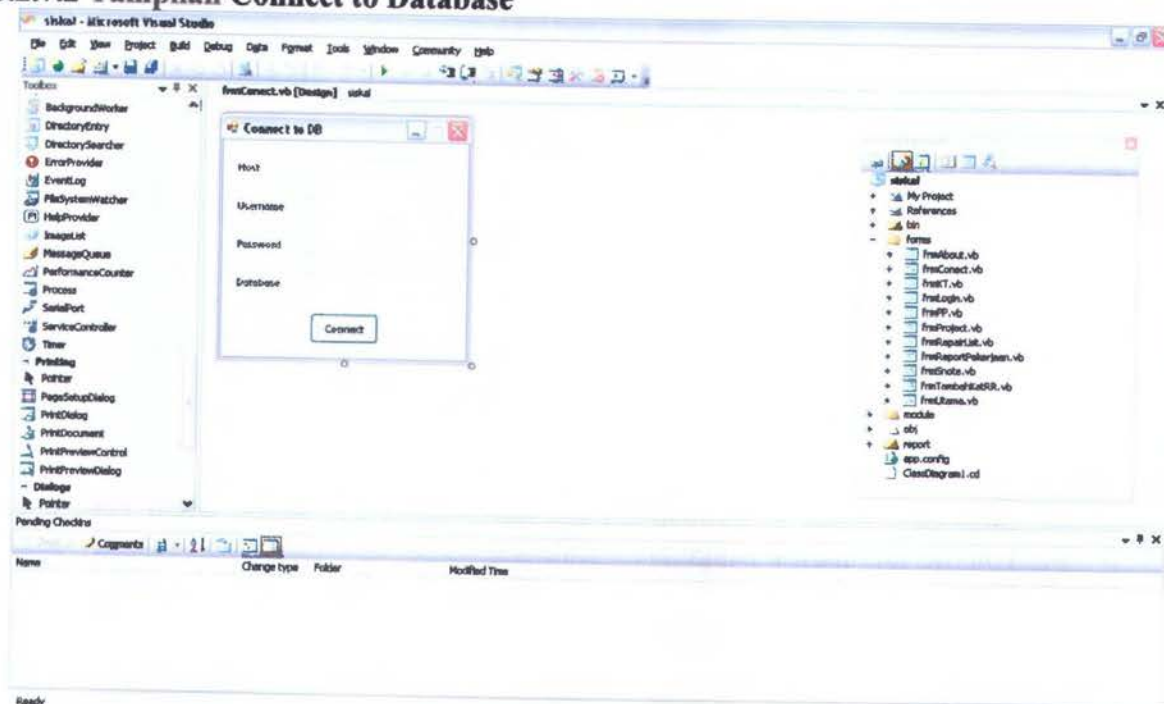 Tampilan Connect to Database
siskal - Microsoft Visual Studio
File Edit View Project Build Debug Data Format Tools Window Community Help
Toolbox
BackgroundWorker
DirectoryEntry
DirectorySearcher
ErrorProvider
EventLog
FileSystemWatcher
HelpProvider
ImageList
MessageQueue
PerformanceCounter
Process
SerialPort
ServiceController
Timer
Printing
Pointer
PageSetupDialog
PrintDialog
PrintDocument
PrintPreviewControl
PrintPreviewDialog
Dialogs
Pointer
frmConect.vb [Design] siskal
Connect to DB
Host
Username
Password
Database
Connect
siskal
My Project
References
bin
forms
frmAbout.vb
frmConect.vb
frmKT.vb
frmLogin.vb
frmPP.vb
frmProject.vb
frmRepairList.vb
frmReportPekerjaan.vb
frmSnote.vb
frmTambahKatRR.vb
frmUtama.vb
module
obj
report
app.config
ClassDiagram1.cd
Pending Checkins
Comments
Name Change type Folder Modified Time
Ready